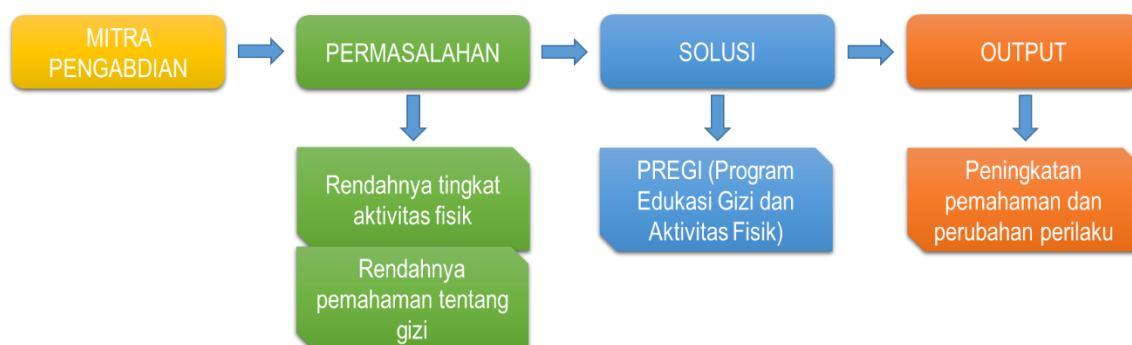 MITRA
PENGABDIAN
PERMASALAHAN
SOLUSI
OUTPUT
Rendahnya tingkat
aktivitas fisik
Rendahnya
pemahaman tentang
gizi
PREGI (Program
Edukasi Gizi dan
Aktivitas Fisik)
Peningkatan
pemahaman dan
perubahan perilaku